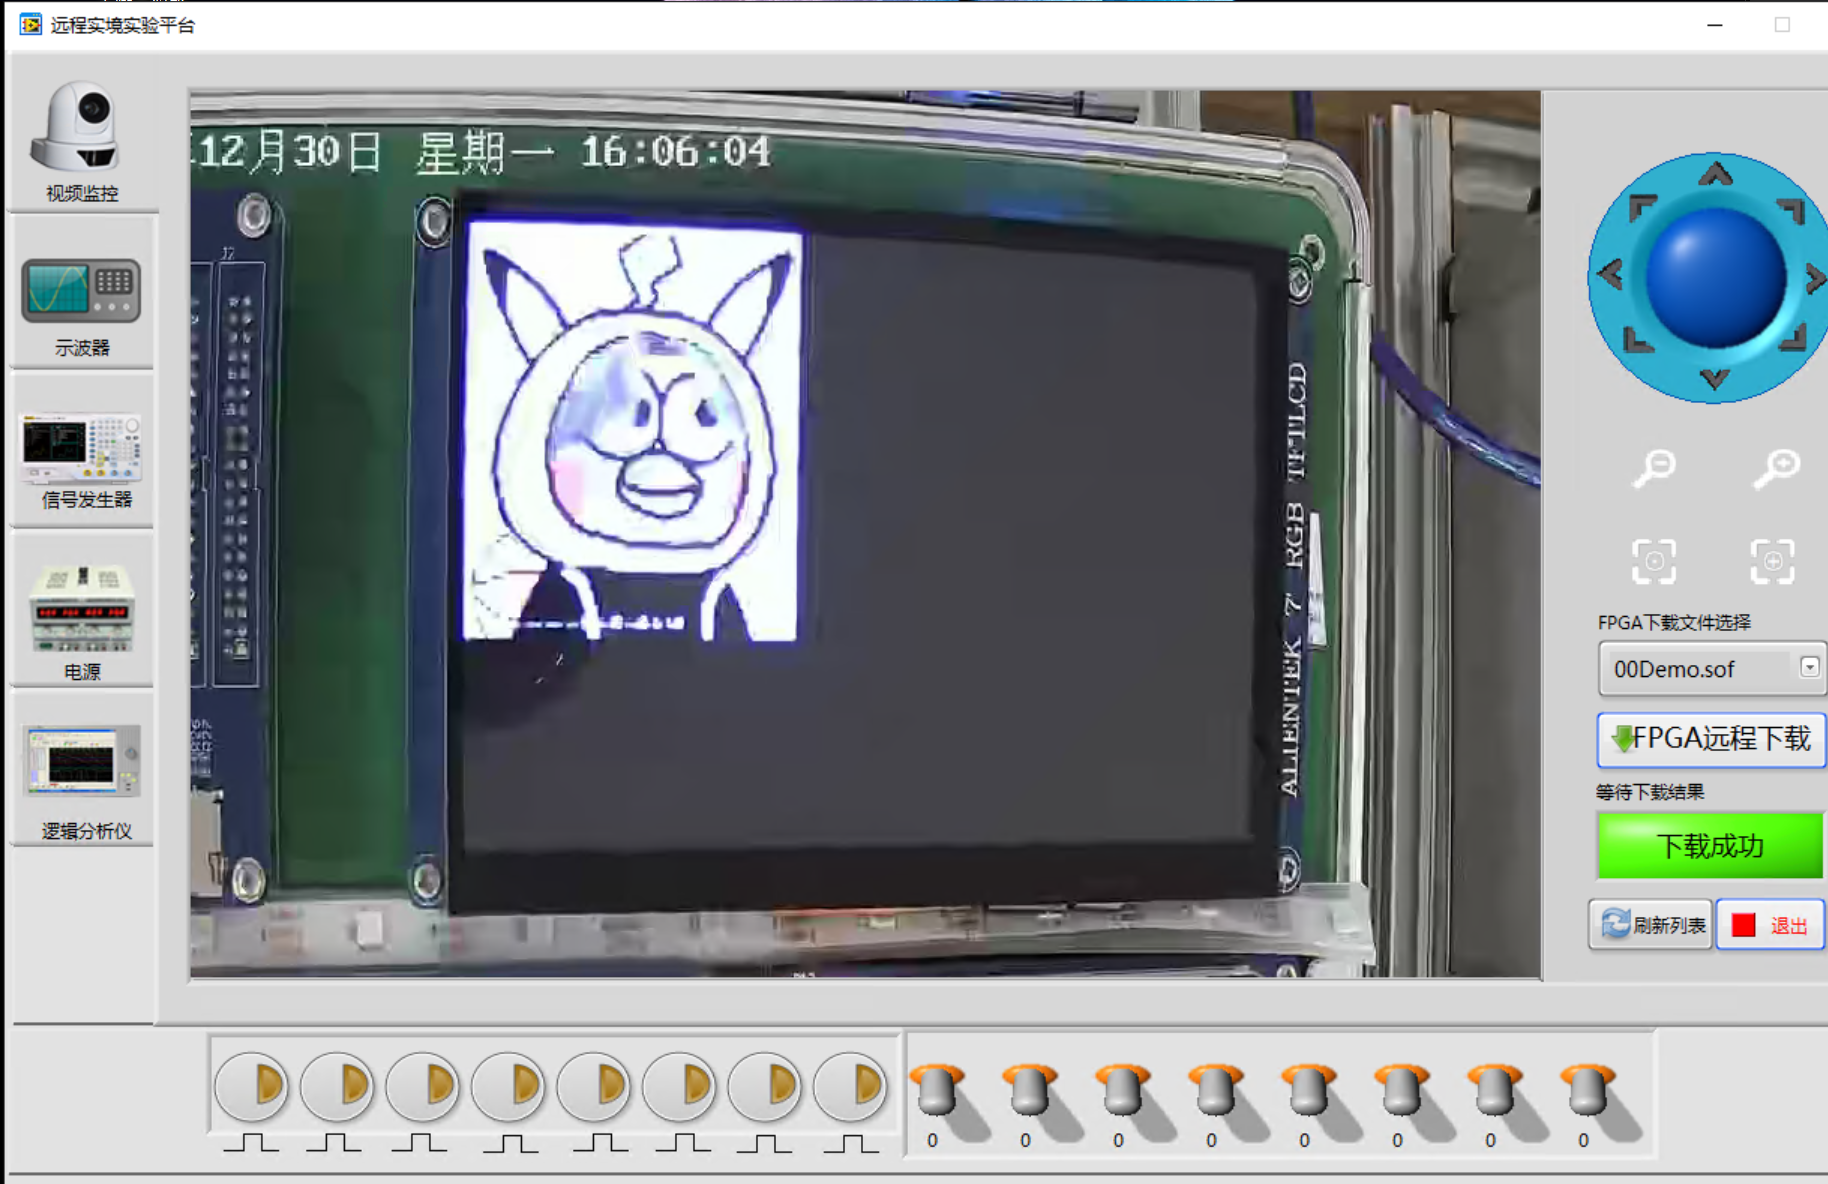 远程实境实验平台
视频监控
示波器
信号发生器
电源
逻辑分析仪
12月30日 星期一 16:06:04
J2
ALIENTEK 7 RGB TFTLCD
FPGA下载文件选择
00Demo.sof
FPGA远程下载
等待下载结果
下载成功
刷新列表
退出
0 0 0 0 0 0 0 0